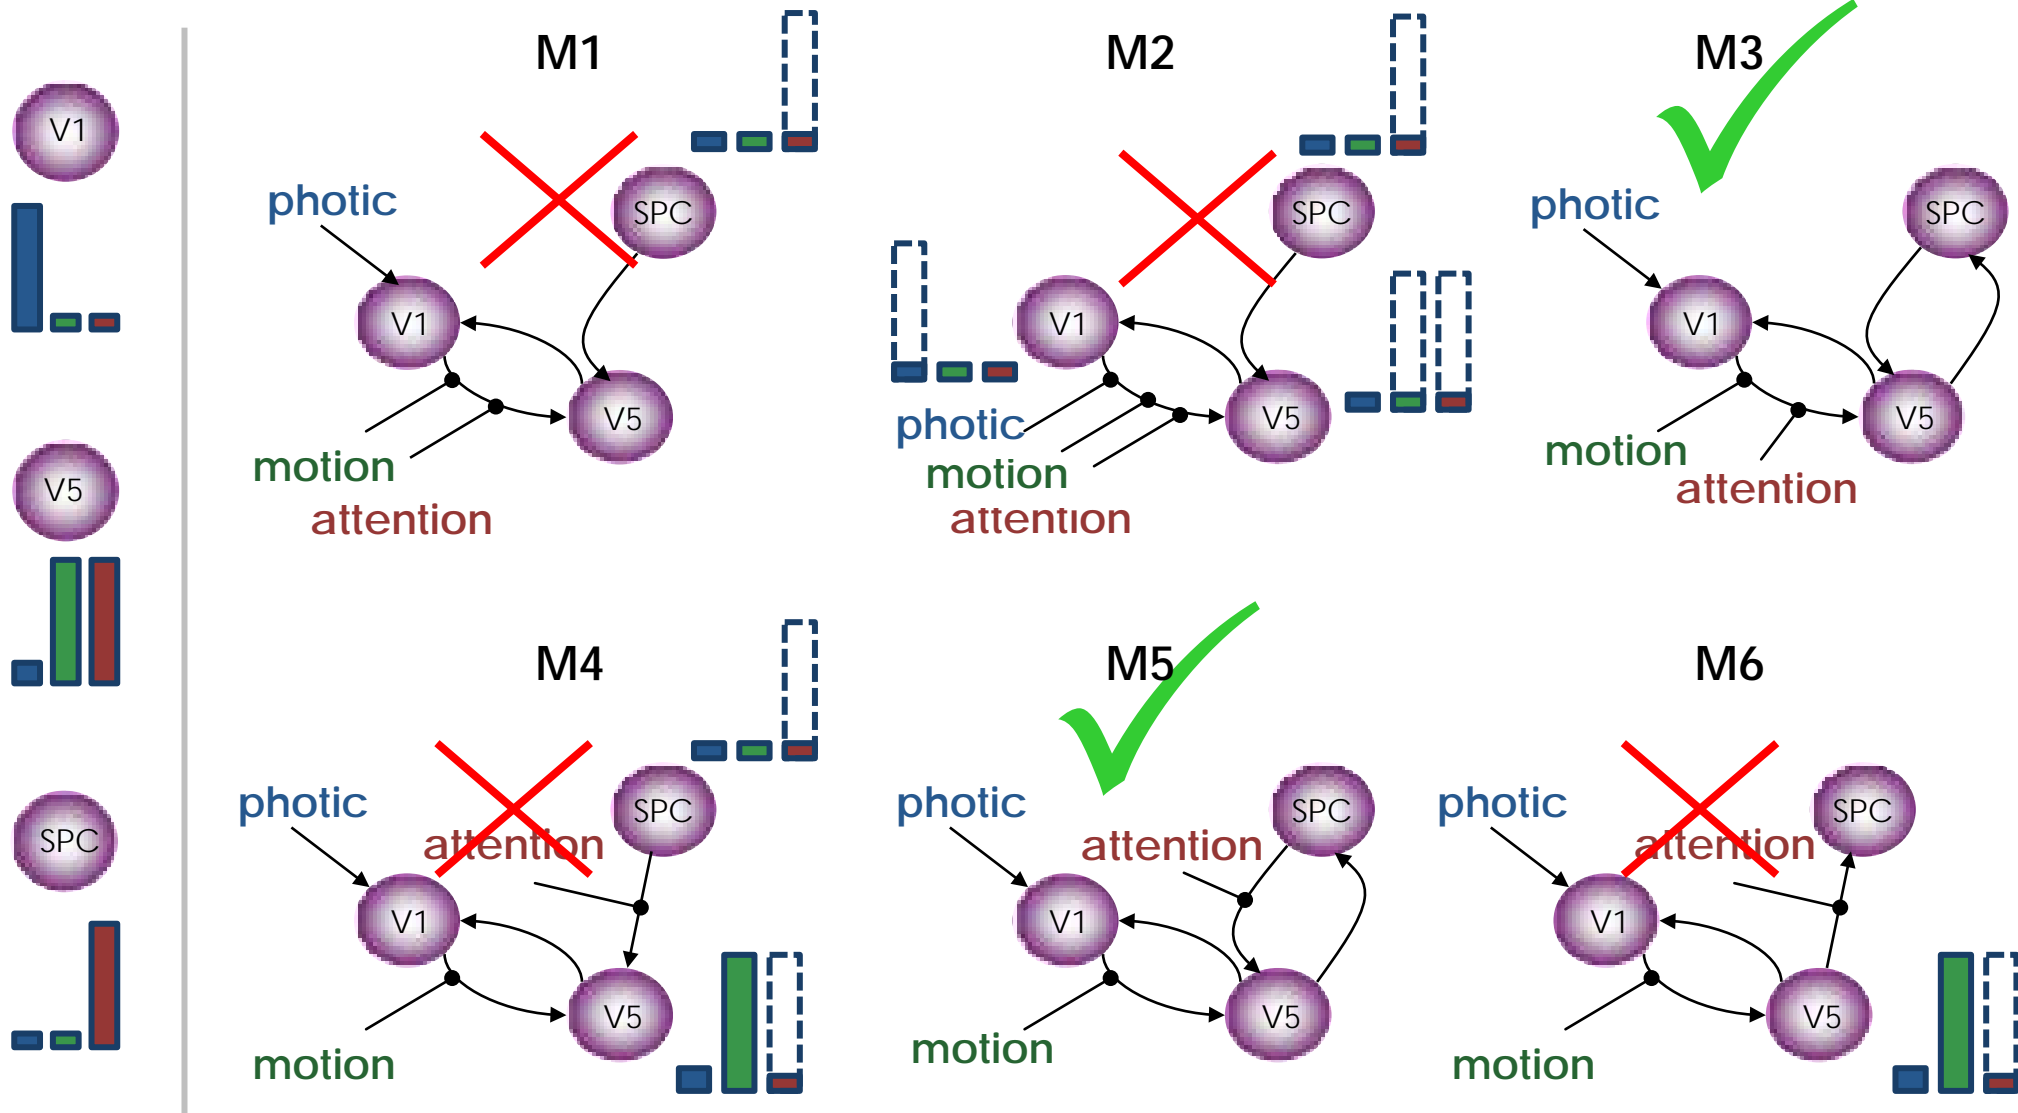 V1
V5
SPC
M1
photic
SPC
V1
V5
motion
attention
M2
SPC
V1
V5
photic
motion
attention
M3
photic
SPC
V1
V5
motion
attention
M4
photic
SPC
attention
V1
V5
motion
M5
photic
SPC
attention
V1
V5
motion
M6
photic
SPC
attention
V1
V5
motion